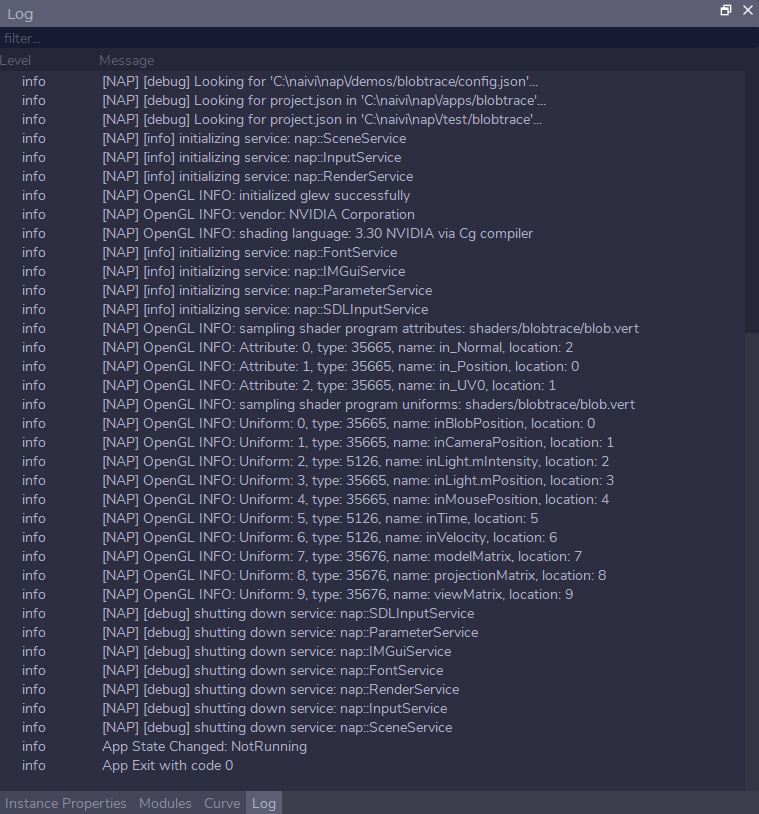 Log
filter...
Level Message
info [NAP] [debug] Looking for 'C:\naivi\nap\/demos/blobtrace/config.json'...
info [NAP] [debug] Looking for project.json in 'C:\naivi\nap\/apps/blobtrace'...
info [NAP] [debug] Looking for project.json in 'C:\naivi\nap\/test/blobtrace'...
info [NAP] [info] initializing service: nap::SceneService
info [NAP] [info] initializing service: nap::InputService
info [NAP] [info] initializing service: nap::RenderService
info [NAP] OpenGL INFO: initialized glew successfully
info [NAP] OpenGL INFO: vendor: NVIDIA Corporation
info [NAP] OpenGL INFO: shading language: 3.30 NVIDIA via Cg compiler
info [NAP] [info] initializing service: nap::FontService
info [NAP] [info] initializing service: nap::IMGuiService
info [NAP] [info] initializing service: nap::ParameterService
info [NAP] [info] initializing service: nap::SDLInputService
info [NAP] OpenGL INFO: sampling shader program attributes: shaders/blobtrace/blob.vert
info [NAP] OpenGL INFO: Attribute: 0, type: 35665, name: in_Normal, location: 2
info [NAP] OpenGL INFO: Attribute: 1, type: 35665, name: in_Position, location: 0
info [NAP] OpenGL INFO: Attribute: 2, type: 35665, name: in_UV0, location: 1
info [NAP] OpenGL INFO: sampling shader program uniforms: shaders/blobtrace/blob.vert
info [NAP] OpenGL INFO: Uniform: 0, type: 35665, name: inBlobPosition, location: 0
info [NAP] OpenGL INFO: Uniform: 1, type: 35665, name: inCameraPosition, location: 1
info [NAP] OpenGL INFO: Uniform: 2, type: 5126, name: inLight.mIntensity, location: 2
info [NAP] OpenGL INFO: Uniform: 3, type: 35665, name: inLight.mPosition, location: 3
info [NAP] OpenGL INFO: Uniform: 4, type: 35665, name: inMousePosition, location: 4
info [NAP] OpenGL INFO: Uniform: 5, type: 5126, name: inTime, location: 5
info [NAP] OpenGL INFO: Uniform: 6, type: 5126, name: inVelocity, location: 6
info [NAP] OpenGL INFO: Uniform: 7, type: 35676, name: modelMatrix, location: 7
info [NAP] OpenGL INFO: Uniform: 8, type: 35676, name: projectionMatrix, location: 8
info [NAP] OpenGL INFO: Uniform: 9, type: 35676, name: viewMatrix, location: 9
info [NAP] [debug] shutting down service: nap::SDLInputService
info [NAP] [debug] shutting down service: nap::ParameterService
info [NAP] [debug] shutting down service: nap::IMGuiService
info [NAP] [debug] shutting down service: nap::FontService
info [NAP] [debug] shutting down service: nap::RenderService
info [NAP] [debug] shutting down service: nap::InputService
info [NAP] [debug] shutting down service: nap::SceneService
info App State Changed: NotRunning
info App Exit with code 0
Instance Properties Modules Curve Log